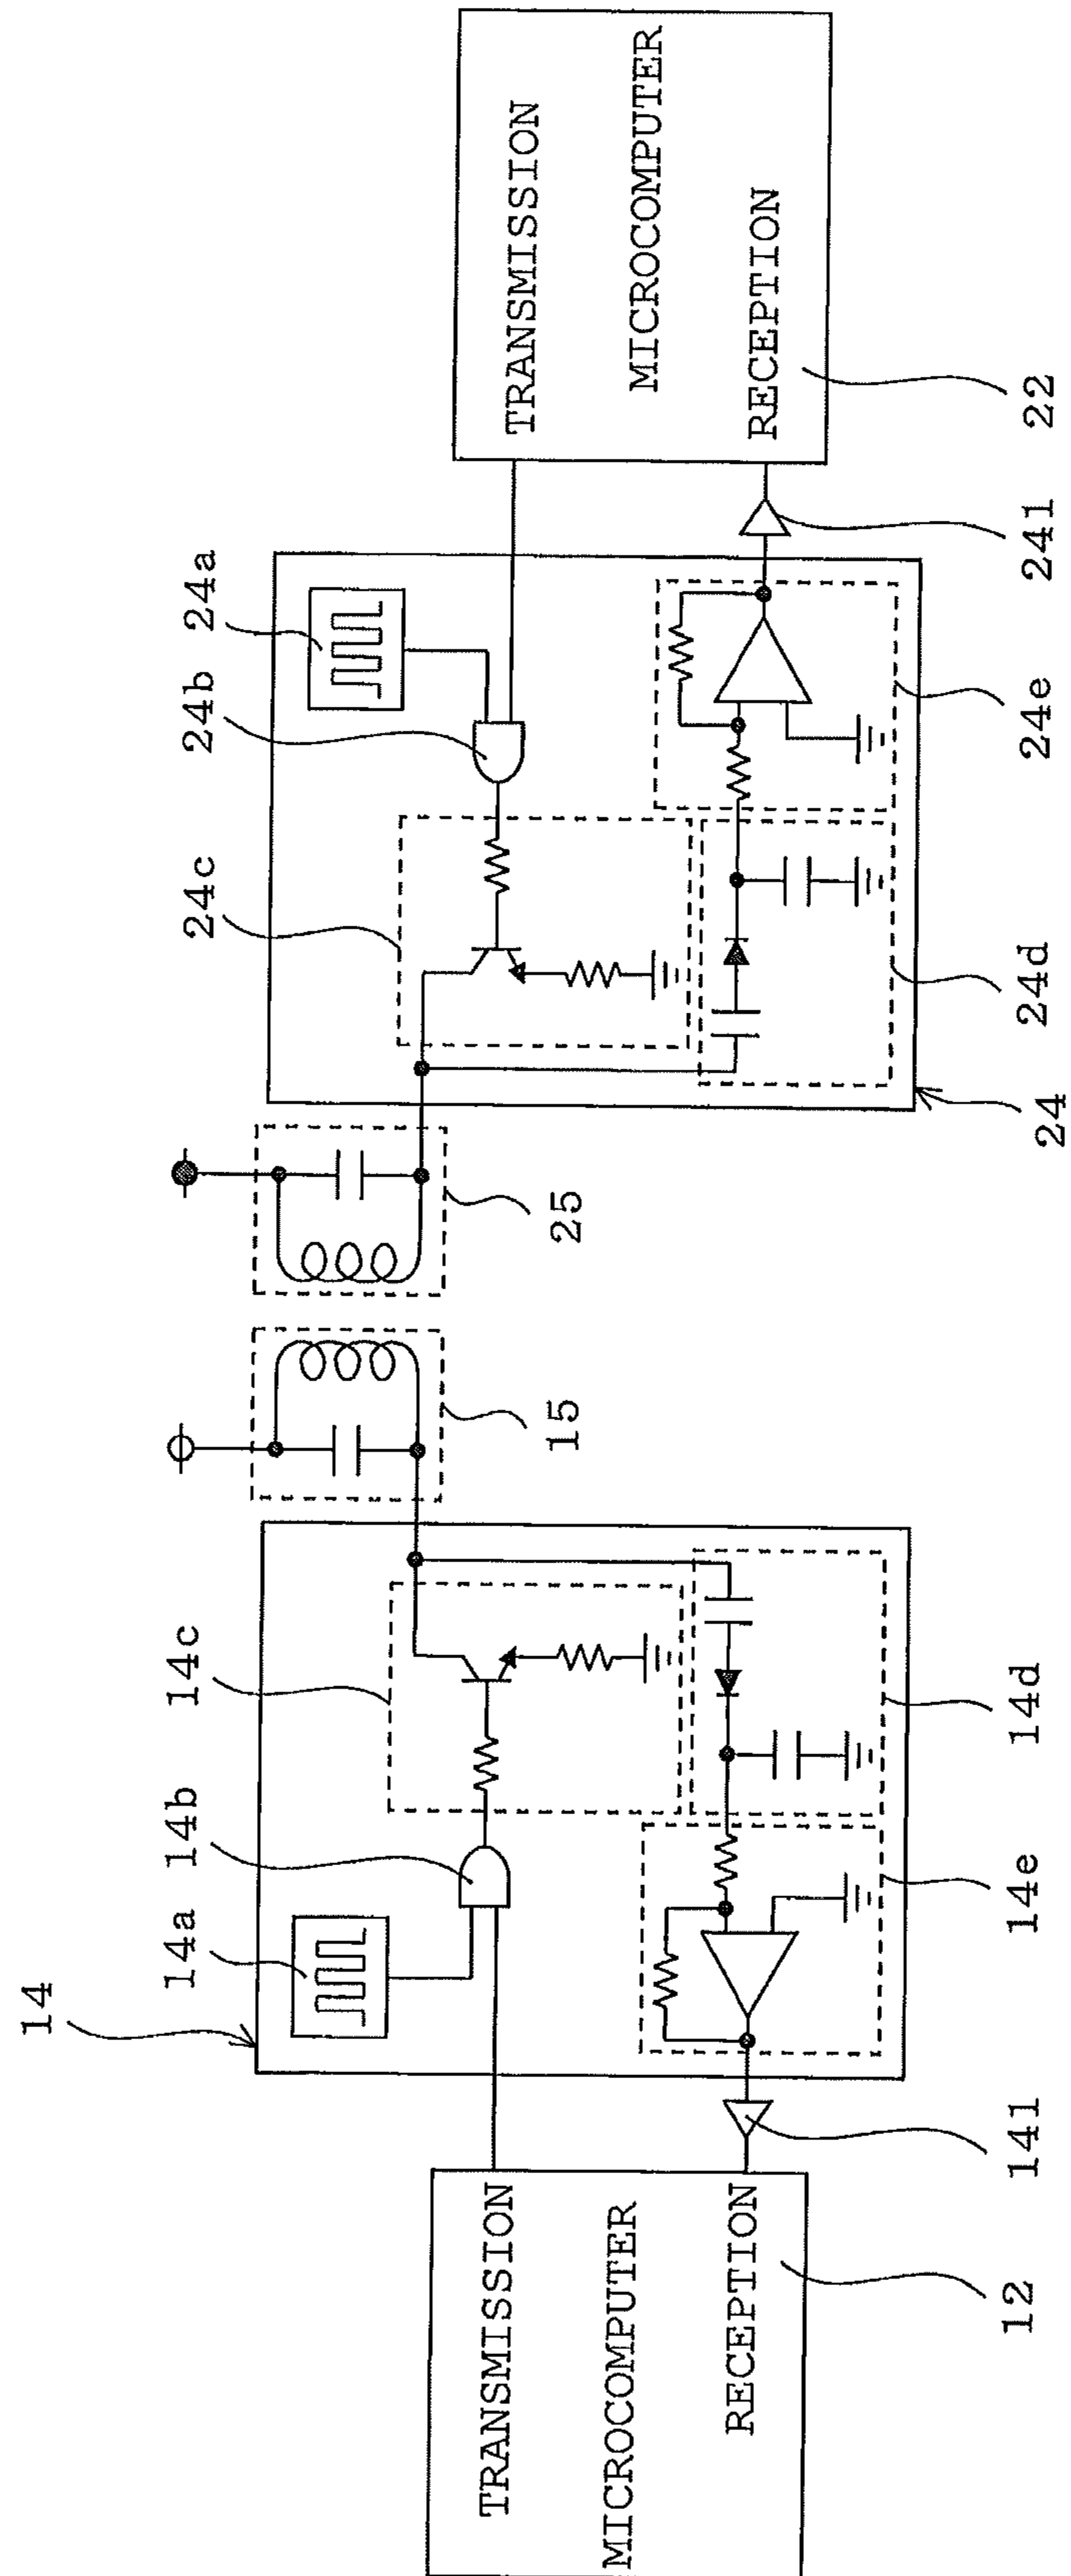 14
14a
14b
14c
15
25
24c
24b
24a
TRANSMISSION
MICROCOMPUTER
RECEPTION
12
141
14e
14d
24
24d
24e
241
TRANSMISSION
MICROCOMPUTER
RECEPTION
22